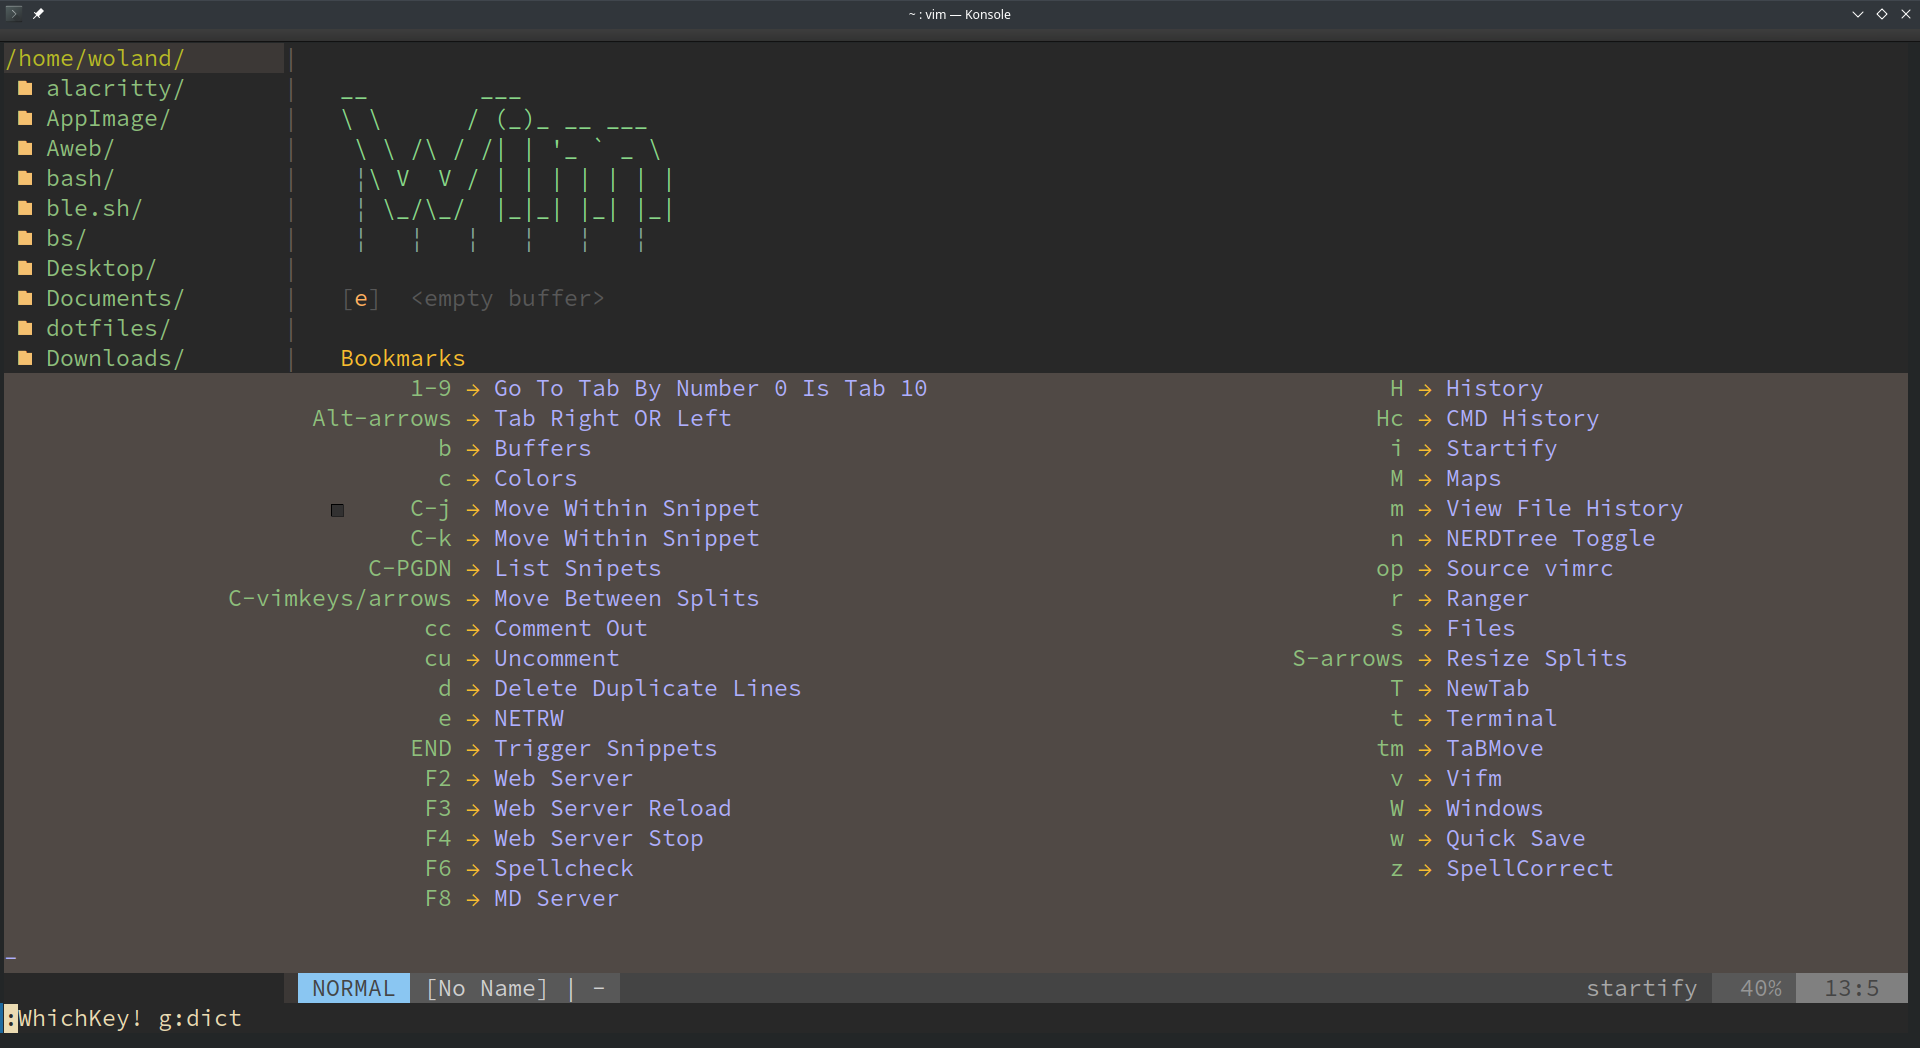 ~ : vim — Konsole
/home/woland/
alacritty/
AppImage/
Aweb/
bash/
ble.sh/
bs/
Desktop/
Documents/
dotfiles/
Downloads/
__        ___
\ \      / (_)_ __ ___
 \ \ /\ / /| | '_ ` _ \
 ¦\ V  V / | | | | | | |
 ¦ \_/\_/  |_|_| |_| |_|
 ¦   ¦   ¦   ¦   ¦   ¦
[e]  <empty buffer>
Bookmarks
1-9 → Go To Tab By Number 0 Is Tab 10
Alt-arrows → Tab Right OR Left
b → Buffers
c → Colors
C-j → Move Within Snippet
C-k → Move Within Snippet
C-PGDN → List Snipets
C-vimkeys/arrows → Move Between Splits
cc → Comment Out
cu → Uncomment
d → Delete Duplicate Lines
e → NETRW
END → Trigger Snippets
F2 → Web Server
F3 → Web Server Reload
F4 → Web Server Stop
F6 → Spellcheck
F8 → MD Server
H → History
Hc → CMD History
i → Startify
M → Maps
m → View File History
n → NERDTree Toggle
op → Source vimrc
r → Ranger
s → Files
S-arrows → Resize Splits
T → NewTab
t → Terminal
tm → TaBMove
v → Vifm
W → Windows
w → Quick Save
z → SpellCorrect
NORMAL [No Name] | - startify 40% 13:5
:WhichKey! g:dict